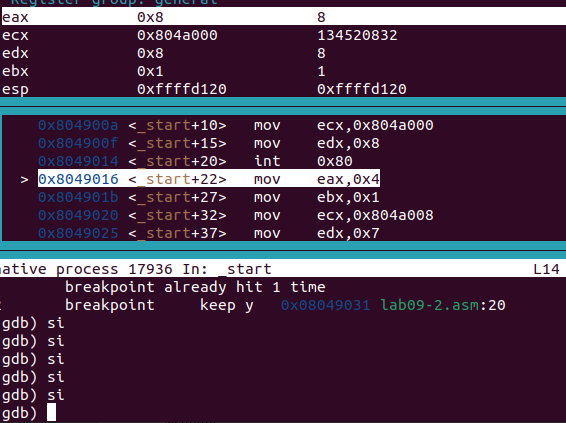 Register group: general
eax 0x8 8
ecx 0x804a000 134520832
edx 0x8 8
ebx 0x1 1
esp 0xffffd120 0xffffd120
0x804900a <_start+10> mov ecx,0x804a000
0x804900f <_start+15> mov edx,0x8
0x8049014 <_start+20> int 0x80
> 0x8049016 <_start+22> mov eax,0x4
0x804901b <_start+27> mov ebx,0x1
0x8049020 <_start+32> mov ecx,0x804a008
0x8049025 <_start+37> mov edx,0x7
native process 17936 In: _start L14
breakpoint already hit 1 time
2 breakpoint keep y 0x08049031 lab09-2.asm:20
gdb) si
gdb) si
gdb) si
gdb) si
gdb) si
gdb)